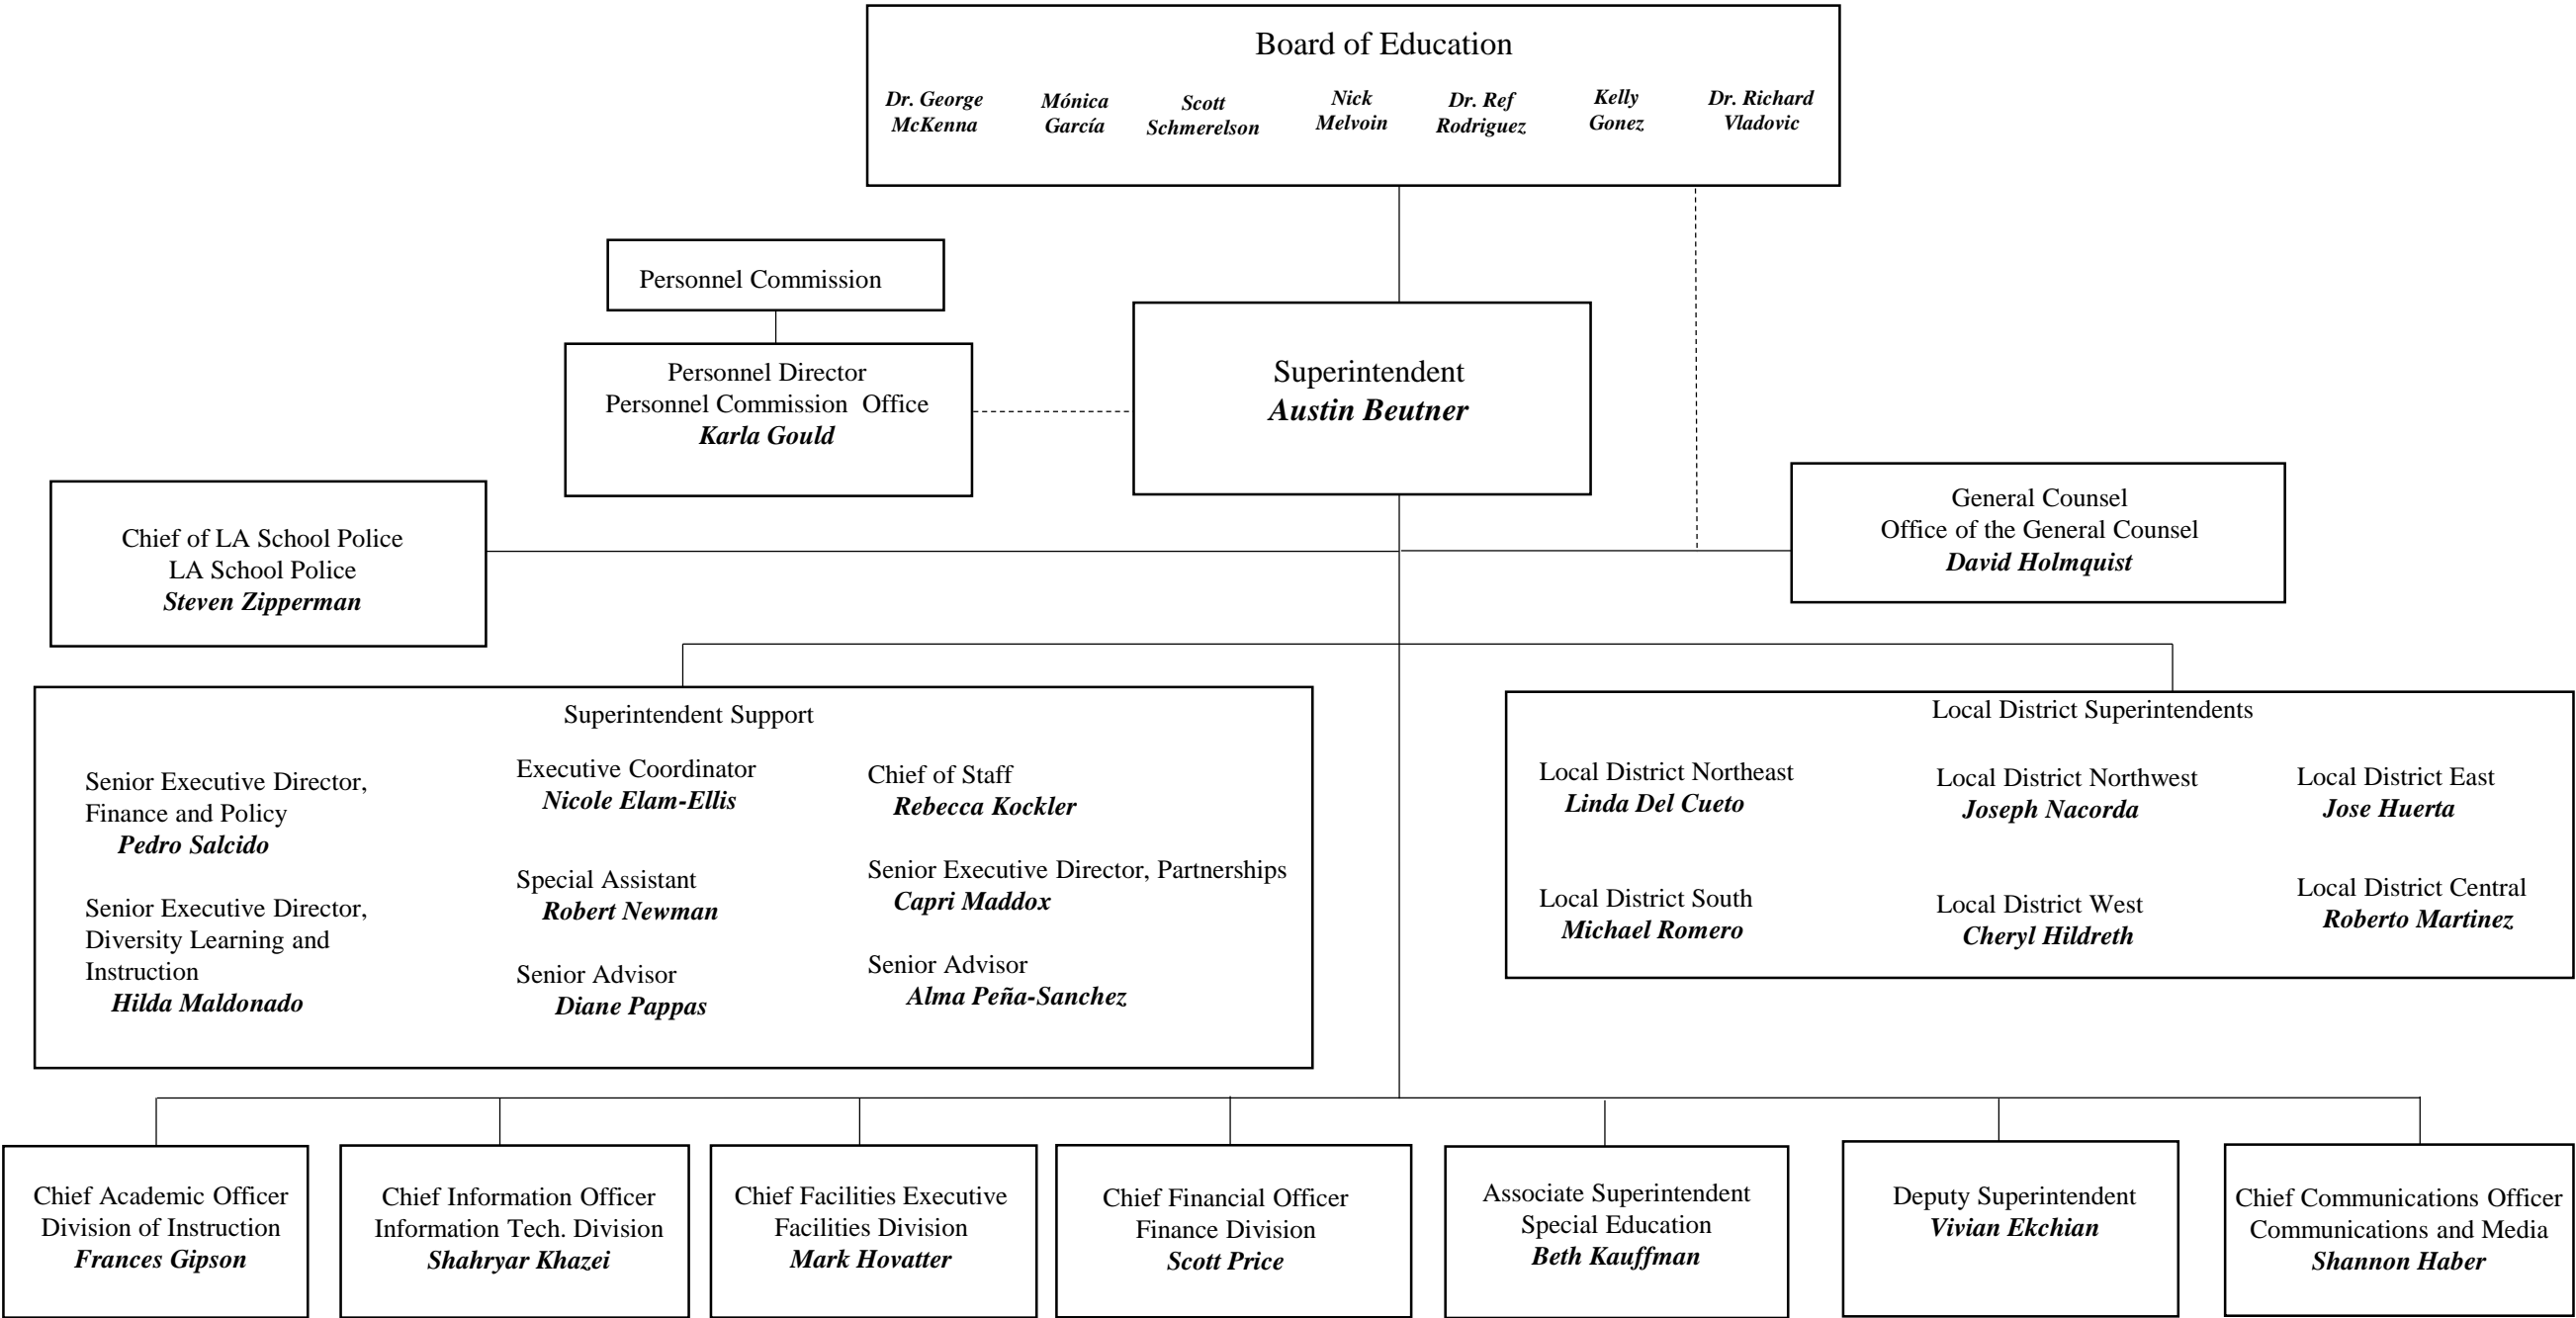 Board of Education
Dr. George
McKenna
Mónica
García
Scott
Schmerelson
Nick
Melvoin
Dr. Ref
Rodriguez
Kelly
Gonez
Dr. Richard
Vladovic
Personnel Commission
Personnel Director
Personnel Commission Office
Karla Gould
Superintendent
Austin Beutner
Chief of LA School Police
LA School Police
Steven Zipperman
General Counsel
Office of the General Counsel
David Holmquist
Superintendent Support
Senior Executive Director,
Finance and Policy
Pedro Salcido
Senior Executive Director,
Diversity Learning and
Instruction
Hilda Maldonado
Executive Coordinator
Nicole Elam-Ellis
Special Assistant
Robert Newman
Senior Advisor
Diane Pappas
Chief of Staff
Rebecca Kockler
Senior Executive Director, Partnerships
Capri Maddox
Senior Advisor
Alma Peña-Sanchez
Local District Superintendents
Local District Northeast
Linda Del Cueto
Local District South
Michael Romero
Local District Northwest
Joseph Nacorda
Local District West
Cheryl Hildreth
Local District East
Jose Huerta
Local District Central
Roberto Martinez
Chief Academic Officer
Division of Instruction
Frances Gipson
Chief Information Officer
Information Tech. Division
Shahryar Khazei
Chief Facilities Executive
Facilities Division
Mark Hovatter
Chief Financial Officer
Finance Division
Scott Price
Associate Superintendent
Special Education
Beth Kauffman
Deputy Superintendent
Vivian Ekchian
Chief Communications Officer
Communications and Media
Shannon Haber